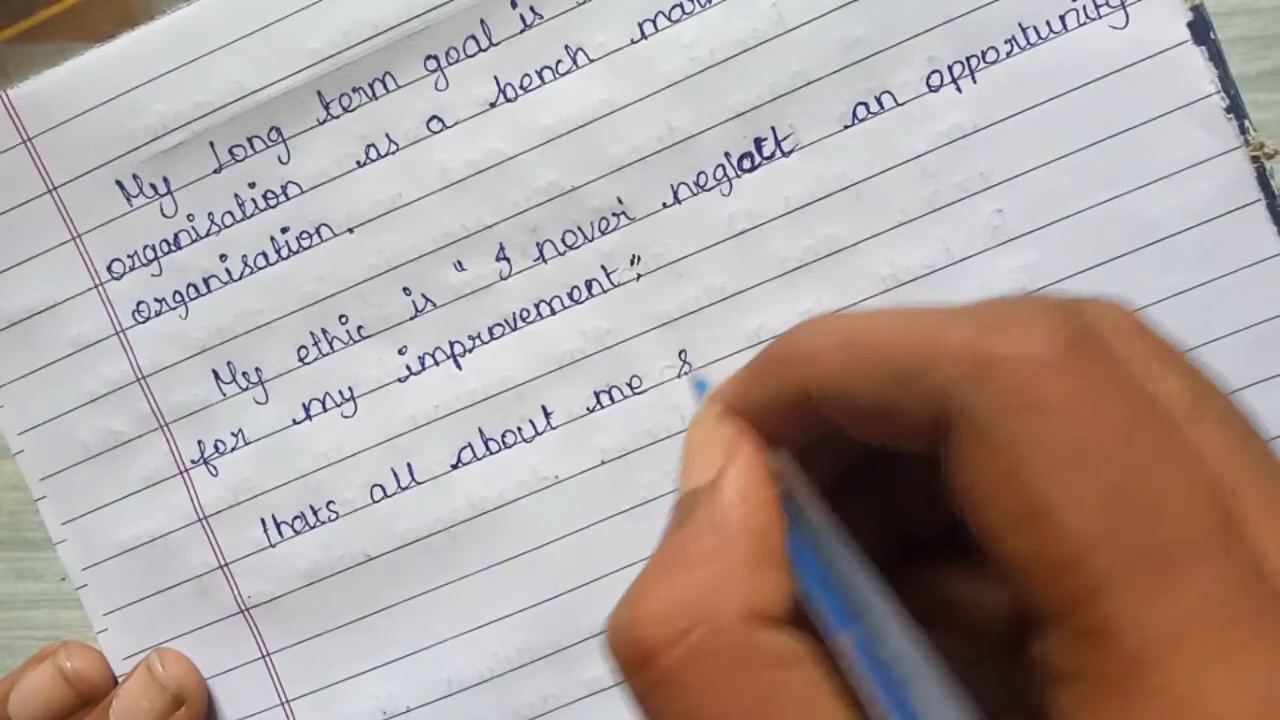 My Long term goal is
organisation as a bench
organisation.
My ethic is " I never neglect an opportunity
for my improvement",
thats all about me